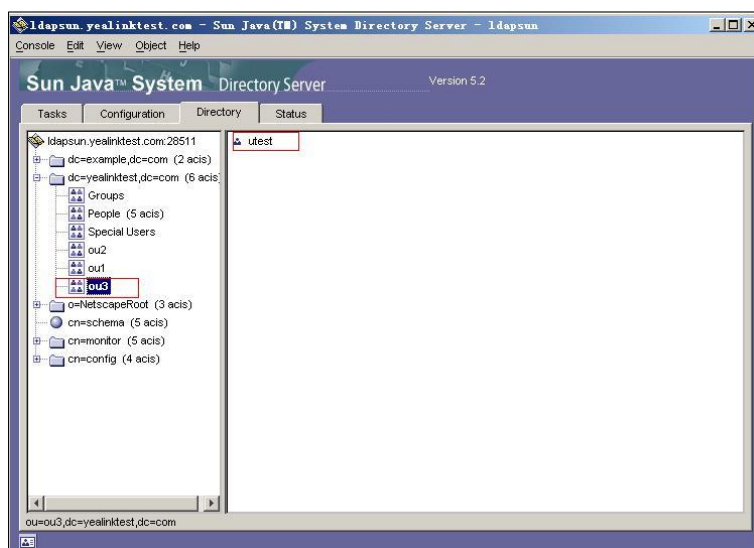 ldapsun.yealinktest.com - Sun Java(TM) System Directory Server - ldapsun
Console Edit View Object Help
Sun Java™ System Directory Server Version 5.2
Tasks Configuration Directory Status
ldapsun.yealinktest.com:28511
dc=example,dc=com (2 acis)
dc=yealinktest,dc=com (6 acis)
Groups
People (5 acis)
Special Users
ou2
ou1
ou3
o=NetscapeRoot (3 acis)
cn=schema (5 acis)
cn=monitor (5 acis)
cn=config (4 acis)
utest
ou=ou3,dc=yealinktest,dc=com